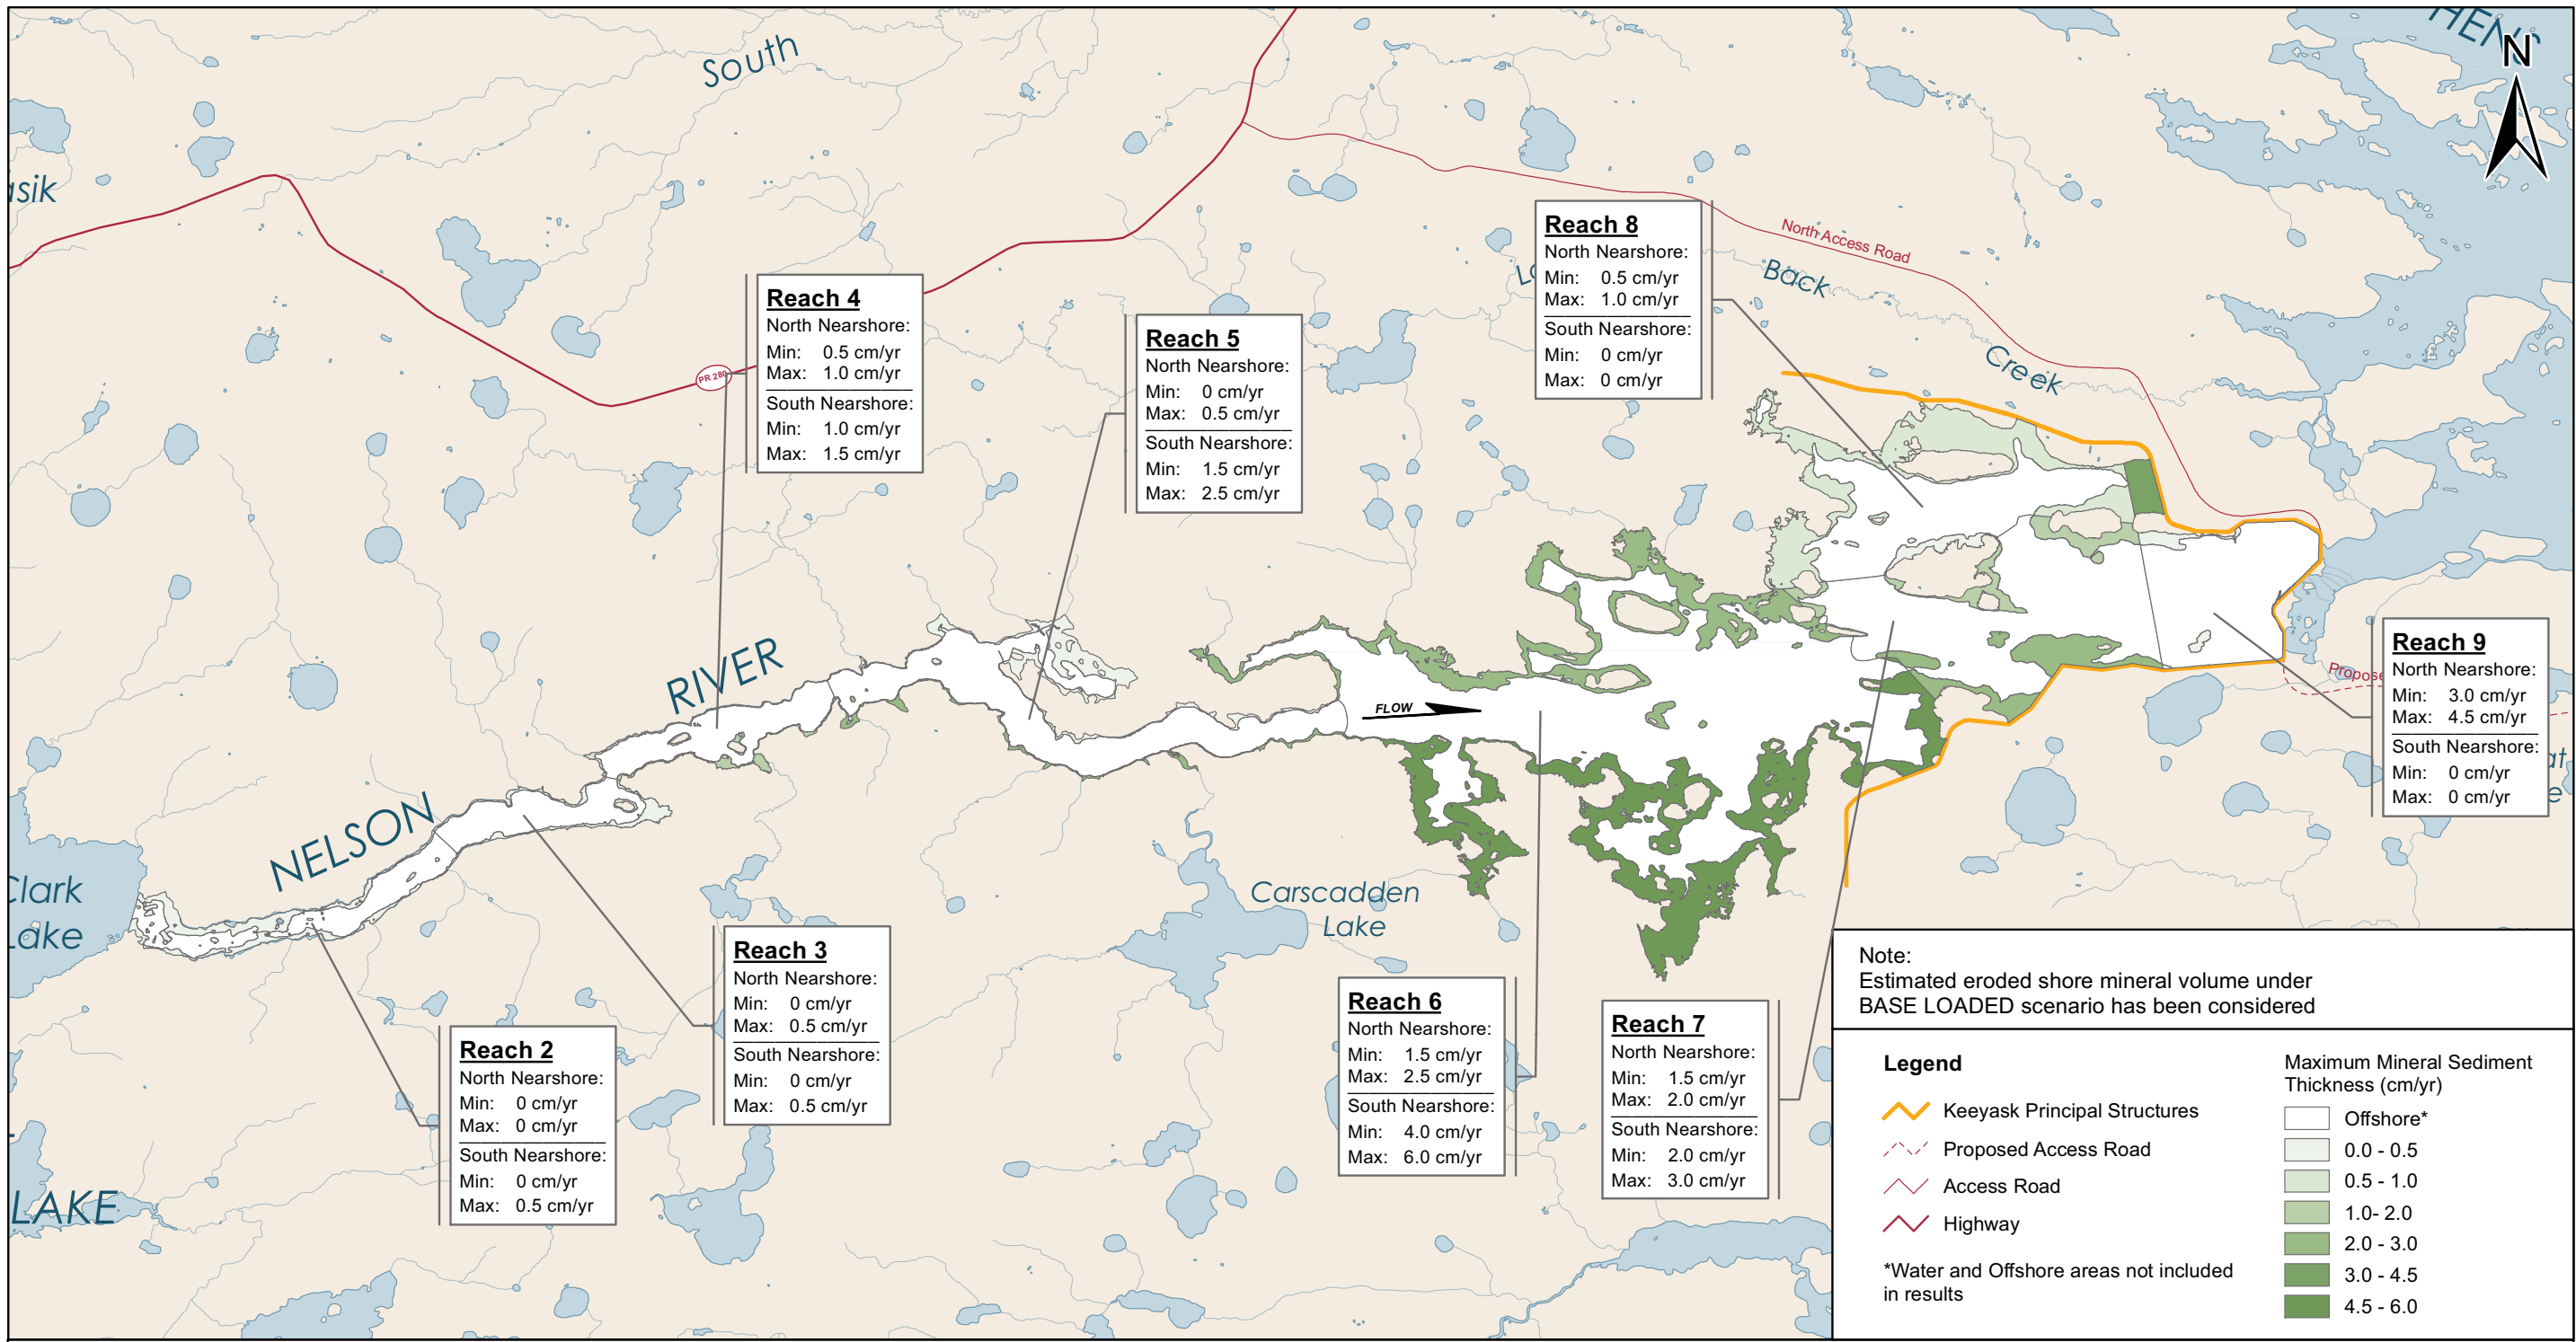 South
HENS
N
asik
North Access Road
Back
Creek
PR 280
Reach 8
North Nearshore:
Min: 0.5 cm/yr
Max: 1.0 cm/yr
South Nearshore:
Min: 0 cm/yr
Max: 0 cm/yr
Reach 4
North Nearshore:
Min: 0.5 cm/yr
Max: 1.0 cm/yr
South Nearshore:
Min: 1.0 cm/yr
Max: 1.5 cm/yr
Reach 5
North Nearshore:
Min: 0 cm/yr
Max: 0.5 cm/yr
South Nearshore:
Min: 1.5 cm/yr
Max: 2.5 cm/yr
Reach 9
North Nearshore:
Min: 3.0 cm/yr
Max: 4.5 cm/yr
South Nearshore:
Min: 0 cm/yr
Max: 0 cm/yr
Propose
NELSON RIVER
FLOW
Clark
Lake
Carscadden
Lake
Reach 3
North Nearshore:
Min: 0 cm/yr
Max: 0.5 cm/yr
South Nearshore:
Min: 0 cm/yr
Max: 0.5 cm/yr
Reach 2
North Nearshore:
Min: 0 cm/yr
Max: 0 cm/yr
South Nearshore:
Min: 0 cm/yr
Max: 0.5 cm/yr
Reach 6
North Nearshore:
Min: 1.5 cm/yr
Max: 2.5 cm/yr
South Nearshore:
Min: 4.0 cm/yr
Max: 6.0 cm/yr
Reach 7
North Nearshore:
Min: 1.5 cm/yr
Max: 2.0 cm/yr
South Nearshore:
Min: 2.0 cm/yr
Max: 3.0 cm/yr
LAKE
Note:
Estimated eroded shore mineral volume under
BASE LOADED scenario has been considered
Legend
Keeyask Principal Structures
Proposed Access Road
Access Road
Highway
*Water and Offshore areas not included
in results
Maximum Mineral Sediment
Thickness (cm/yr)
Offshore*
0.0 - 0.5
0.5 - 1.0
1.0- 2.0
2.0 - 3.0
3.0 - 4.5
4.5 - 6.0